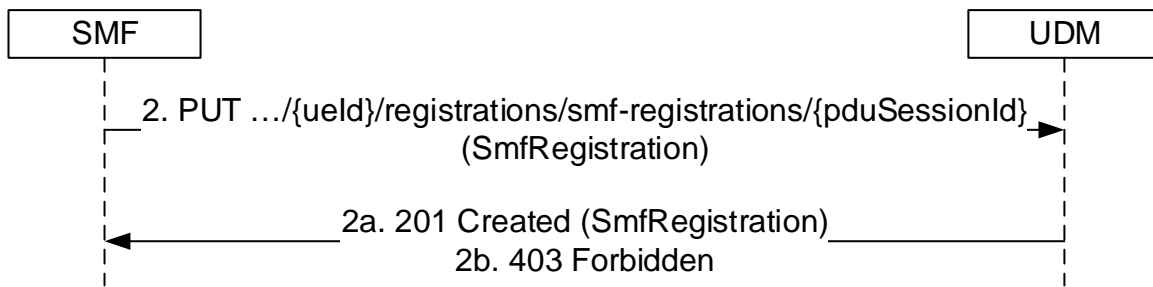 SMF
UDM
2. PUT …/{ueId}/registrations/smf-registrations/{pduSessionId}
(SmfRegistration)
2a. 201 Created (SmfRegistration)
2b. 403 Forbidden